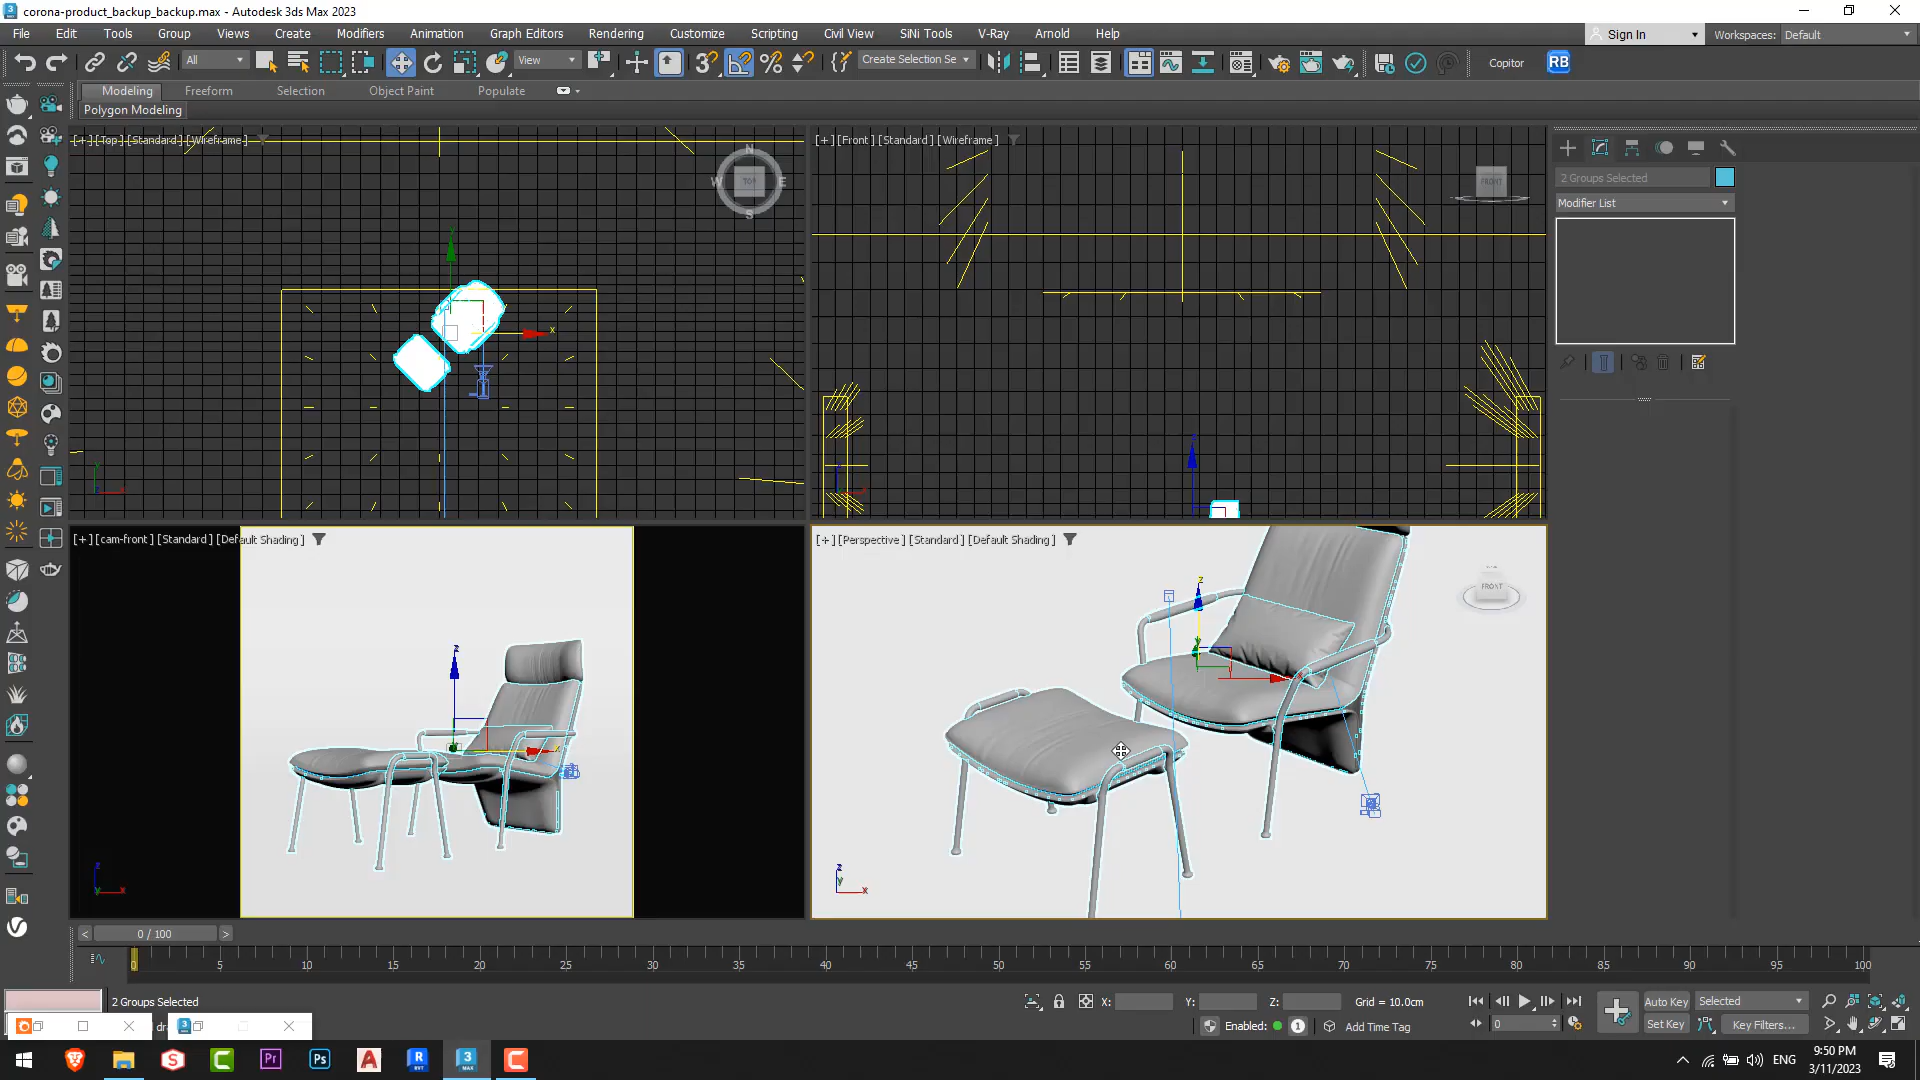 corona-product_backup_backup.max - Autodesk 3ds Max 2023
File Edit Tools Group Views Create Modifiers Animation Graph Editors Rendering Customize Scripting Civil View SiNi Tools V-Ray Arnold Help
Sign In Workspaces: Default
All View Create Selection Se Copitor RB
Modeling Freeform Selection Object Paint Populate
Polygon Modeling
[+] [Top] [Standard] [Wireframe]
[+] [Front] [Standard] [Wireframe]
N
W TOP E
S
FRONT
2 Groups Selected
Modifier List
[+] [cam-front] [Standard] [Default Shading]
[+] [Perspective] [Standard] [Default Shading]
FRONT
< 0 / 100 >
0 5 10 15 20 25 30 35 40 45 50 55 60 65 70 75 80 85 90 95 100
2 Groups Selected
X: Y: Z: Grid = 10.0cm
Auto Key Selected
Enabled: 1 Add Time Tag
0 Set Key Key Filters...
ENG
9:50 PM
3/11/2023